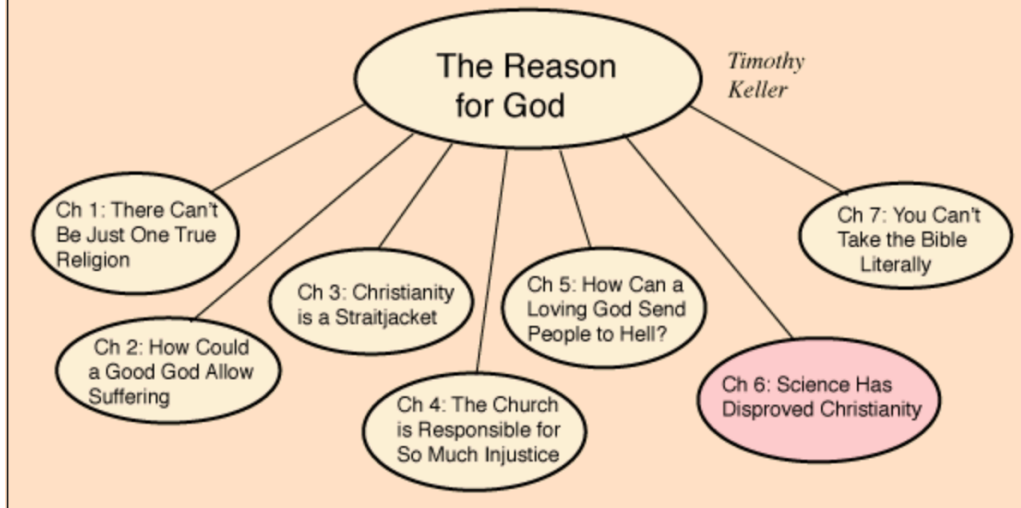 The Reason
for God
Timothy
Keller
Ch 1: There Can't
Be Just One True
Religion
Ch 2: How Could
a Good God Allow
Suffering
Ch 3: Christianity
is a Straitjacket
Ch 4: The Church
is Responsible for
So Much Injustice
Ch 5: How Can a
Loving God Send
People to Hell?
Ch 6: Science Has
Disproved Christianity
Ch 7: You Can't
Take the Bible
Literally